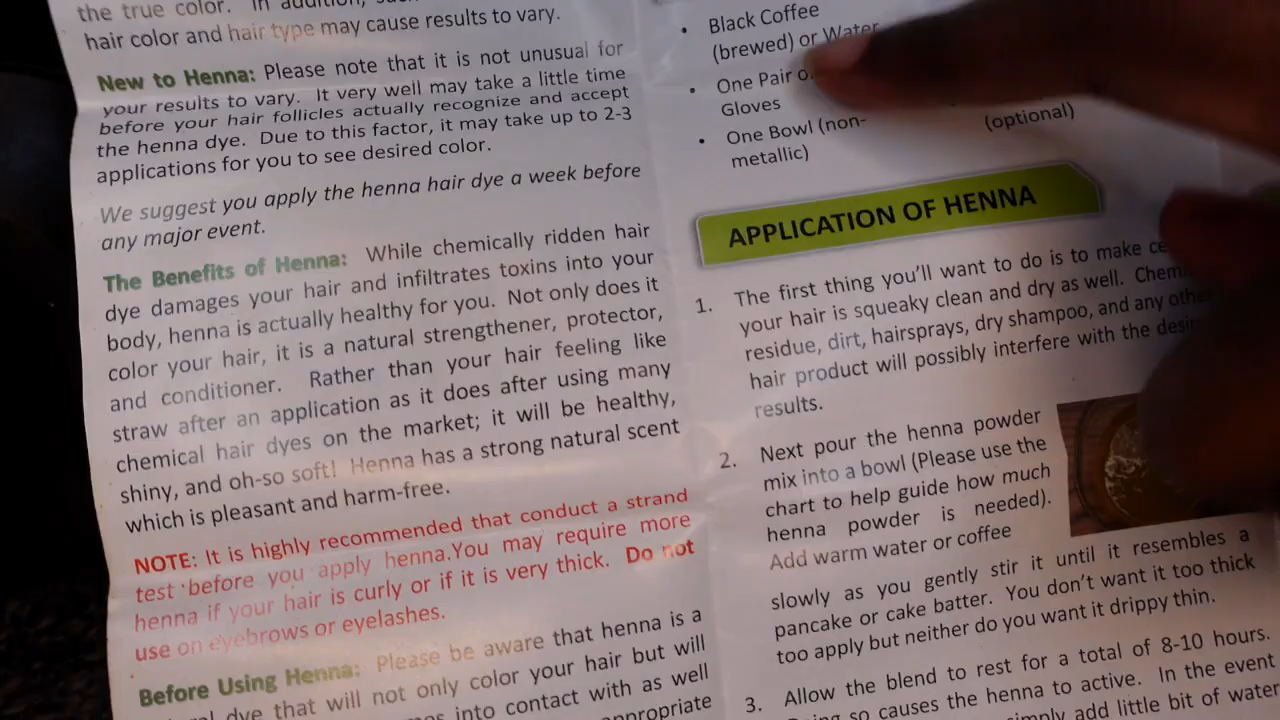 the true color. In addition,
hair color and hair type may cause results to vary.
New to Henna: Please note that it is not unusual for
your results to vary. It very well may take a little time
before your hair follicles actually recognize and accept
the henna dye. Due to this factor, it may take up to 2-3
applications for you to see desired color.
We suggest you apply the henna hair dye a week before
any major event.
The Benefits of Henna: While chemically ridden hair
dye damages your hair and infiltrates toxins into your
body, henna is actually healthy for you. Not only does it
color your hair, it is a natural strengthener, protector,
and conditioner. Rather than your hair feeling like
straw after an application as it does after using many
chemical hair dyes on the market; it will be healthy,
shiny, and oh-so soft! Henna has a strong natural scent
which is pleasant and harm-free.
NOTE: It is highly recommended that conduct a strand
test before you apply henna.You may require more
henna if your hair is curly or if it is very thick. Do not
use on eyebrows or eyelashes.
Before Using Henna: Please be aware that henna is a
dye that will not only color your hair but will
into contact with as well
• Black Coffee
(brewed) or Water
• One Pair
Gloves
• One Bowl (non-
metallic)
(optional)
APPLICATION OF HENNA
1. The first thing you'll want to do is to make
your hair is squeaky clean and dry as well.
residue, dirt, hairsprays, dry shampoo, and any
hair product will possibly interfere with the
results.
2. Next pour the henna powder
mix into a bowl (Please use the
chart to help guide how much
henna powder is needed).
Add warm water or coffee
slowly as you gently stir it until it resembles a
pancake or cake batter. You don't want it too thick
too apply but neither do you want it drippy thin.
3. Allow the blend to rest for a total of 8-10 hours.
so causes the henna to active. In the event
add little bit of water